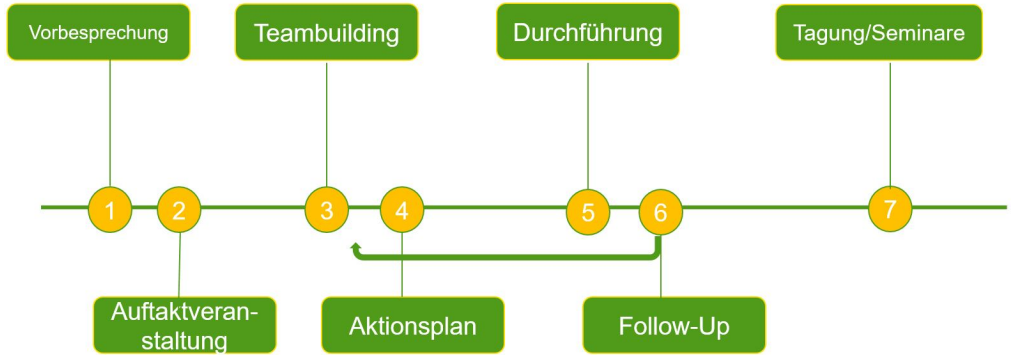 Vorbesprechung
Teambuilding
Durchführung
Tagung/Seminare
1
2
3
4
5
6
7
Auftaktveran-
staltung
Aktionsplan
Follow-Up